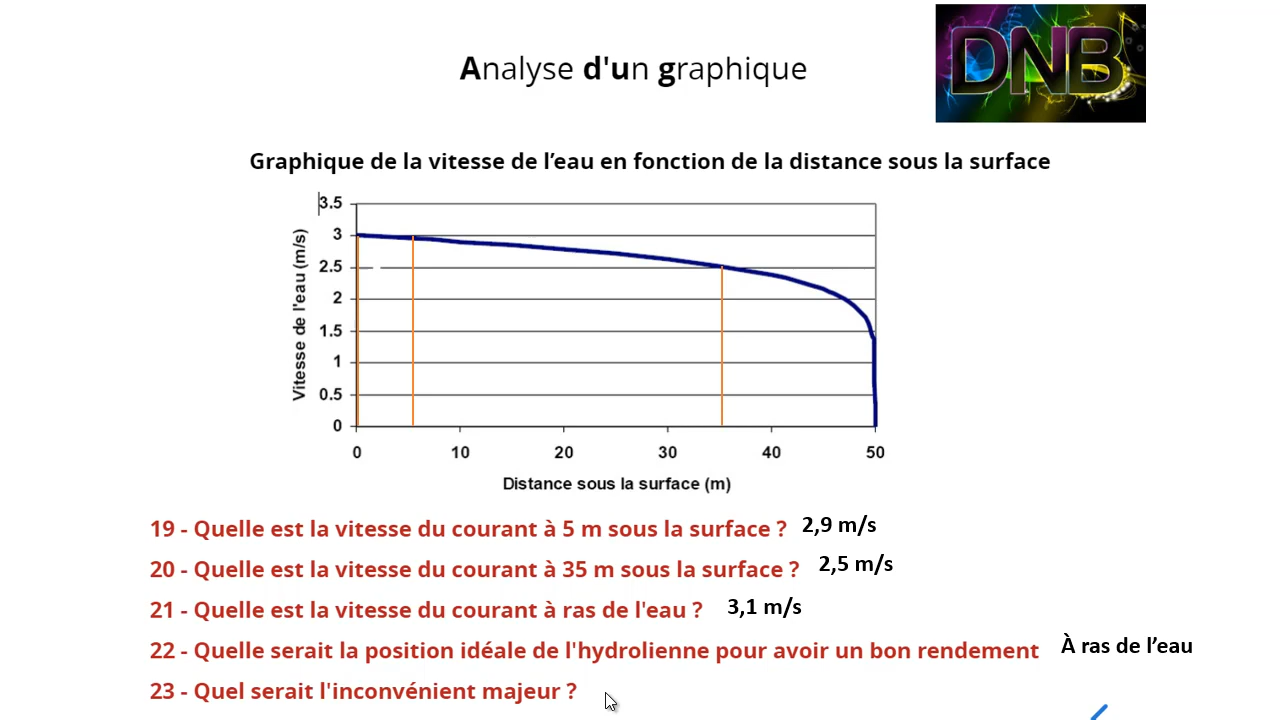 Analyse d'un graphique
DNB
Graphique de la vitesse de l’eau en fonction de la distance sous la surface
3.5
3
2.5
2
1.5
1
0.5
0
Vitesse de l'eau (m/s)
0 10 20 30 40 50
Distance sous la surface (m)
19 - Quelle est la vitesse du courant à 5 m sous la surface ? 2,9 m/s
20 - Quelle est la vitesse du courant à 35 m sous la surface ? 2,5 m/s
21 - Quelle est la vitesse du courant à ras de l'eau ? 3,1 m/s
22 - Quelle serait la position idéale de l'hydrolienne pour avoir un bon rendement À ras de l’eau
23 - Quel serait l'inconvénient majeur ?